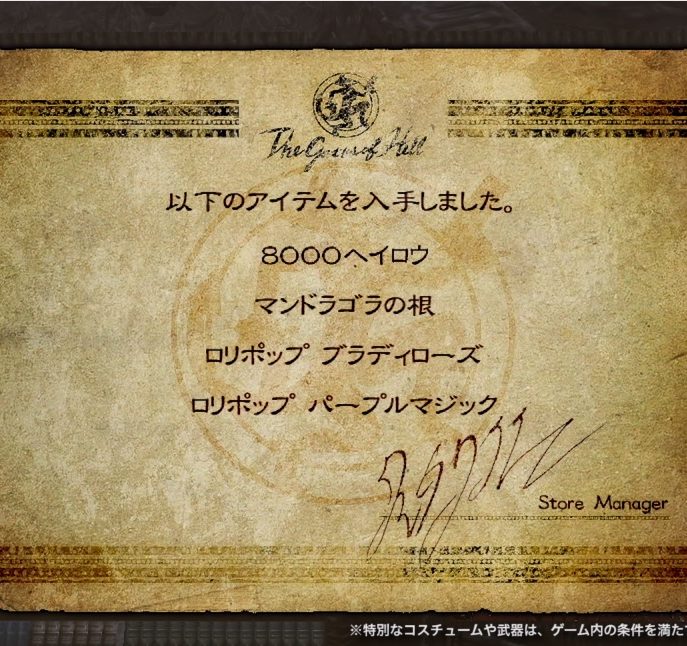 The Gates of Hell
以下のアイテムを入手しました。
8000ヘイロウ
マンドラゴラの根
ロリポップ ブラディローズ
ロリポップ パープルマジック
Store Manager
※特別なコスチュームや武器は、ゲーム内の条件を満たす